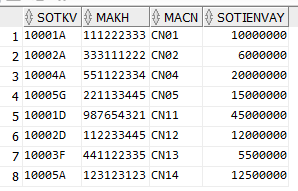 SOTKV MAKH MACN SOTIENVAY
1 10001A 111222333 CN01 10000000
2 10002A 333111222 CN02 6000000
3 10004A 551122334 CN04 20000000
4 10005G 221133445 CN05 15000000
5 10001D 987654321 CN11 45000000
6 10002D 112233445 CN12 12000000
7 10003F 441122335 CN13 5500000
8 10005A 123123123 CN14 12500000